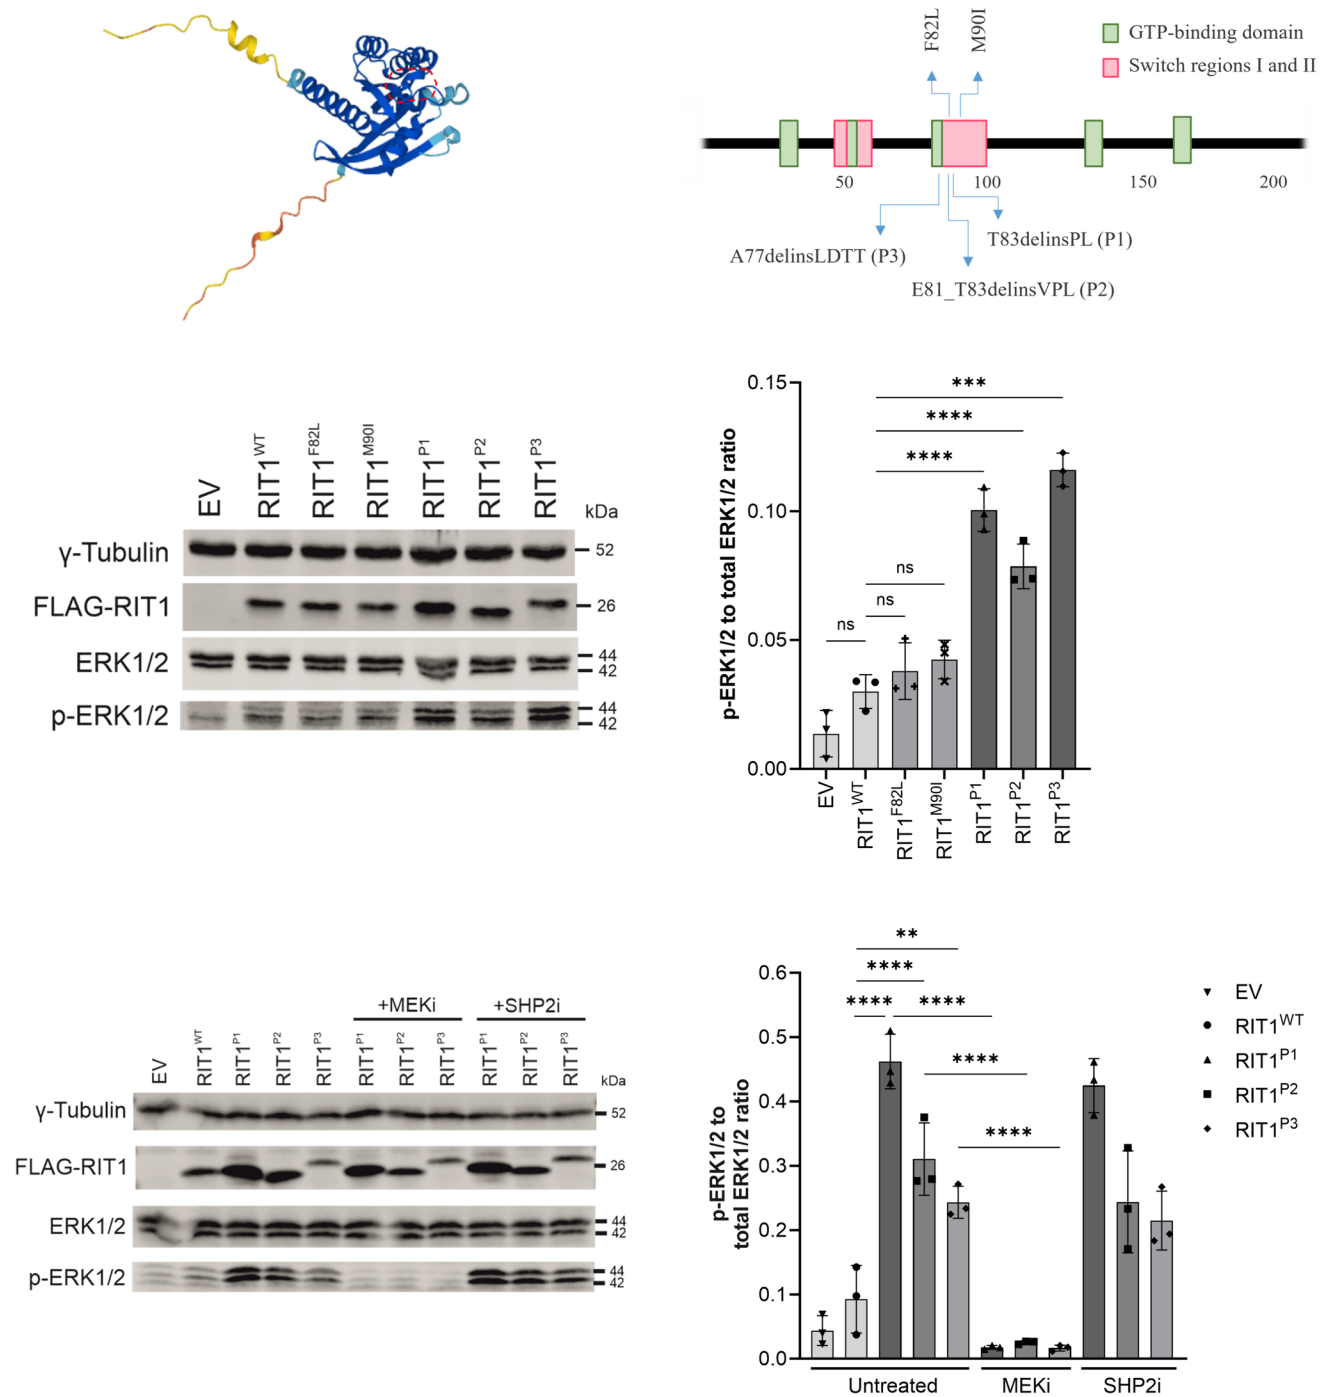 F82L
M90I
GTP-binding domain
Switch regions I and II
50
100
150
200
A77delinsLDTT (P3)
T83delinsPL (P1)
E81_T83delinsVPL (P2)
EV
RIT1WT
RIT1F82L
RIT1M90I
RIT1P1
RIT1P2
RIT1P3
kDa
γ-Tubulin
52
FLAG-RIT1
26
ERK1/2
44
42
p-ERK1/2
44
42
p-ERK1/2 to total ERK1/2 ratio
0.15
0.10
0.05
0.00
***
****
****
ns
ns
ns
EV
RIT1WT
RIT1F82L
RIT1M90I
RIT1P1
RIT1P2
RIT1P3
+MEKi
+SHP2i
EV
RIT1WT
RIT1P1
RIT1P2
RIT1P3
RIT1P1
RIT1P2
RIT1P3
RIT1P1
RIT1P2
RIT1P3
kDa
γ-Tubulin
52
FLAG-RIT1
26
ERK1/2
44
42
p-ERK1/2
44
42
p-ERK1/2 to
total ERK1/2 ratio
0.6
0.5
0.4
0.3
0.2
0.1
0.0
**
****
**** ****
****
****
Untreated
MEKi
SHP2i
EV
RIT1WT
RIT1P1
RIT1P2
RIT1P3